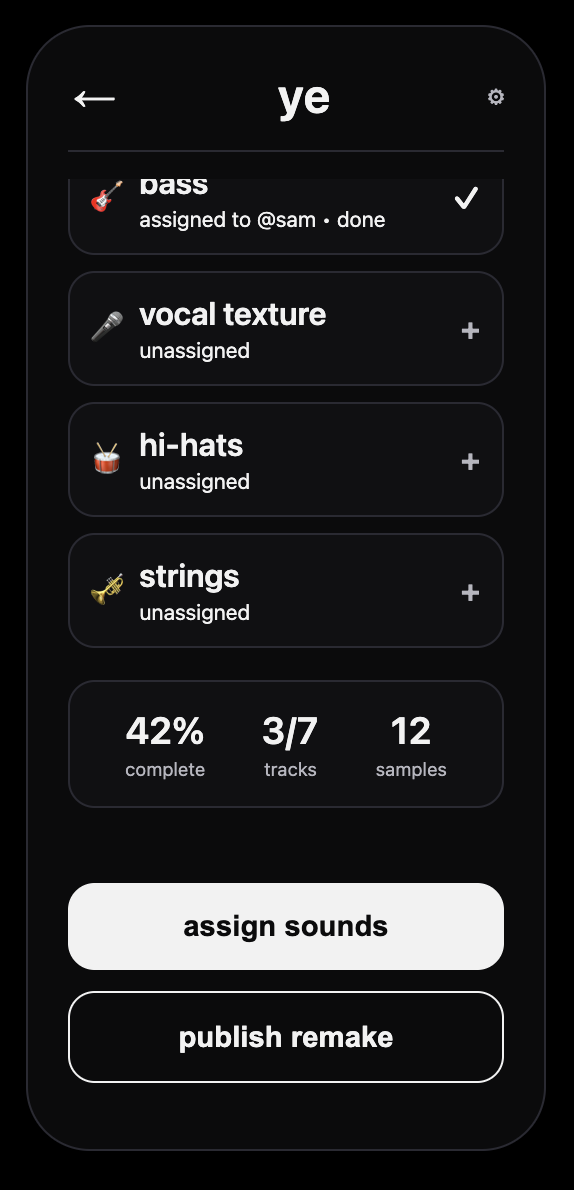 ye
bass
assigned to @sam • done
vocal texture
unassigned
hi-hats
unassigned
strings
unassigned
42% 3/7 12
complete tracks samples
assign sounds
publish remake